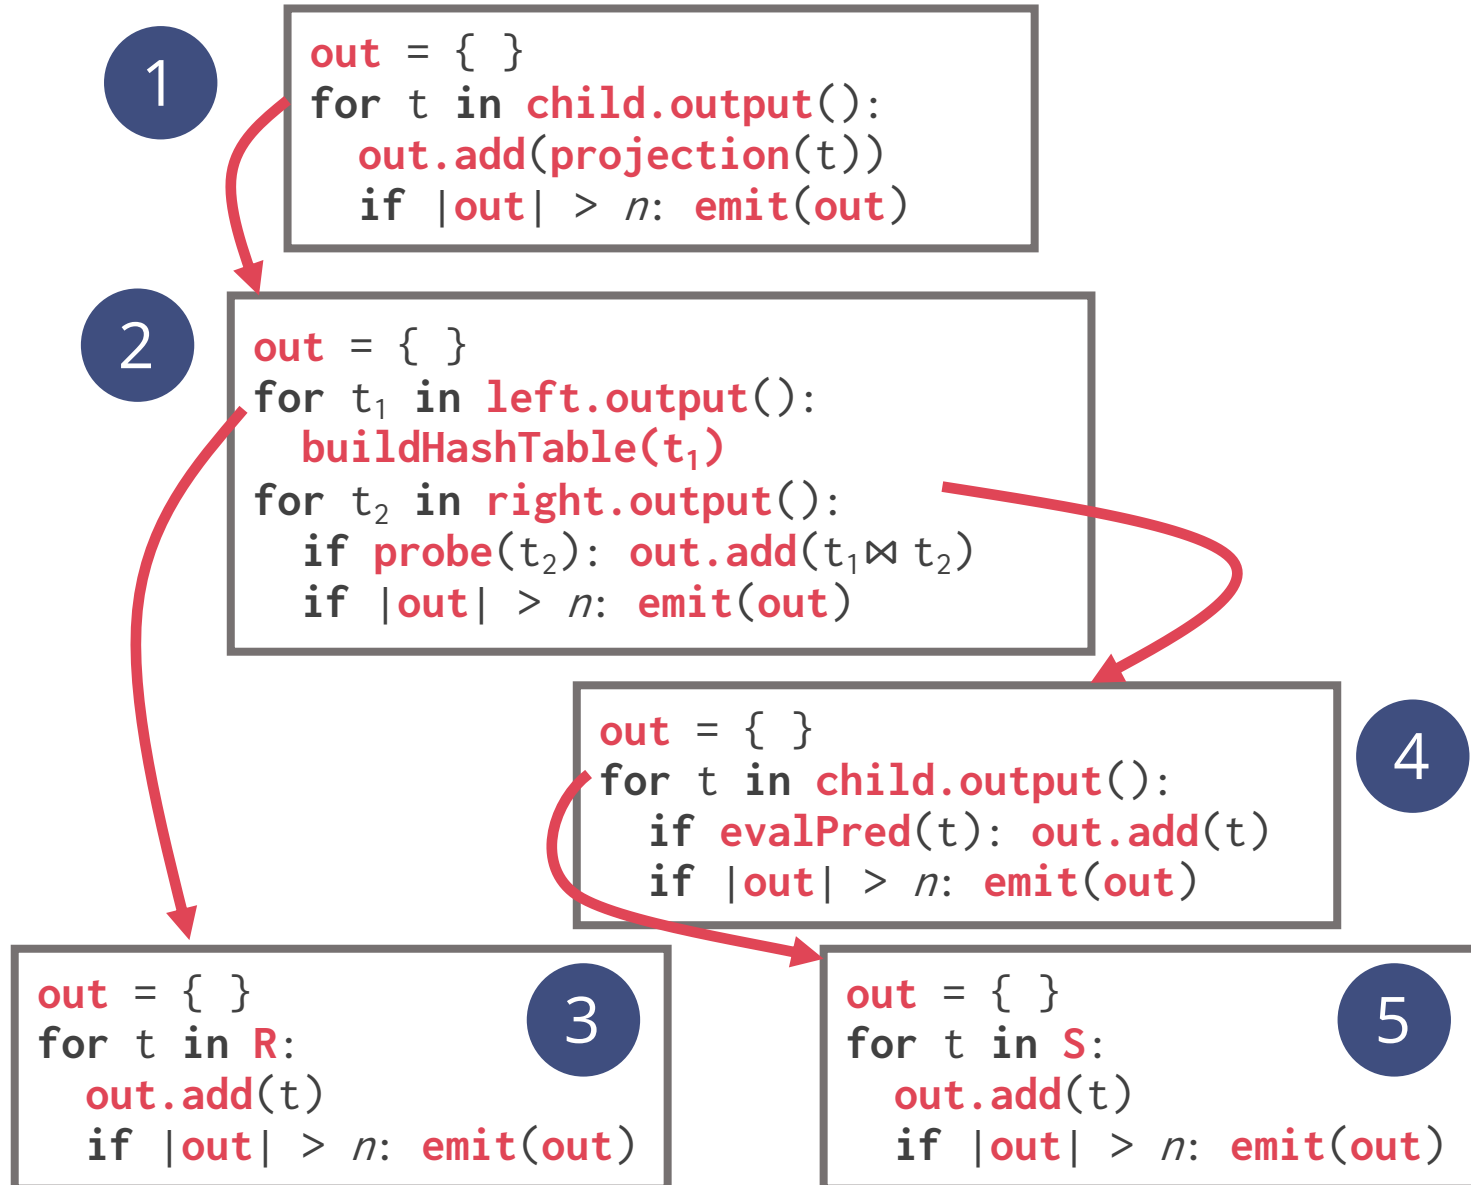 1
out = { }
for t in child.output():
  out.add(projection(t))
  if |out| > n: emit(out)
2
out = { }
for t₁ in left.output():
  buildHashTable(t₁)
for t₂ in right.output():
  if probe(t₂): out.add(t₁⋈ t₂)
  if |out| > n: emit(out)
4
out = { }
for t in child.output():
  if evalPred(t): out.add(t)
  if |out| > n: emit(out)
3
out = { }
for t in R:
  out.add(t)
  if |out| > n: emit(out)
5
out = { }
for t in S:
  out.add(t)
  if |out| > n: emit(out)